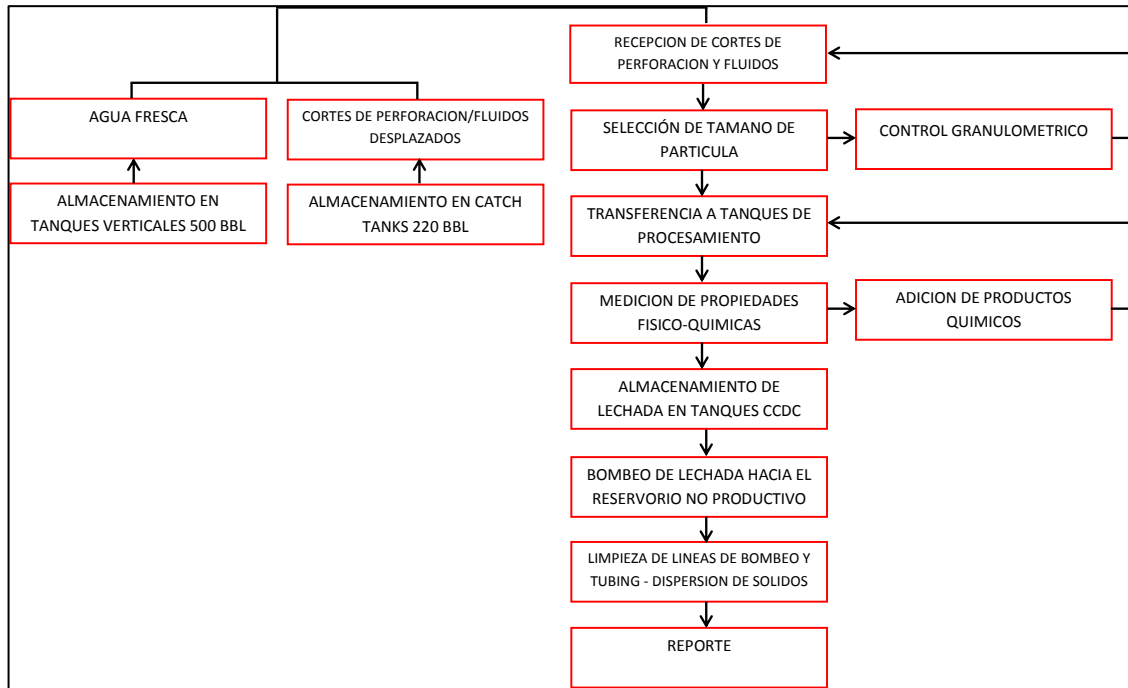 RECEPCION DE CORTES DE
PERFORACION Y FLUIDOS
AGUA FRESCA
CORTES DE PERFORACION/FLUIDOS
DESPLAZADOS
SELECCIÓN DE TAMANO DE
PARTICULA
CONTROL GRANULOMETRICO
ALMACENAMIENTO EN
TANQUES VERTICALES 500 BBL
ALMACENAMIENTO EN CATCH
TANKS 220 BBL
TRANSFERENCIA A TANQUES DE
PROCESAMIENTO
MEDICION DE PROPIEDADES
FISICO-QUIMICAS
ADICION DE PRODUCTOS
QUIMICOS
ALMACENAMIENTO DE
LECHADA EN TANQUES CCDC
BOMBEO DE LECHADA HACIA EL
RESERVORIO NO PRODUCTIVO
LIMPIEZA DE LINEAS DE BOMBEO Y
TUBING - DISPERSION DE SOLIDOS
REPORTE